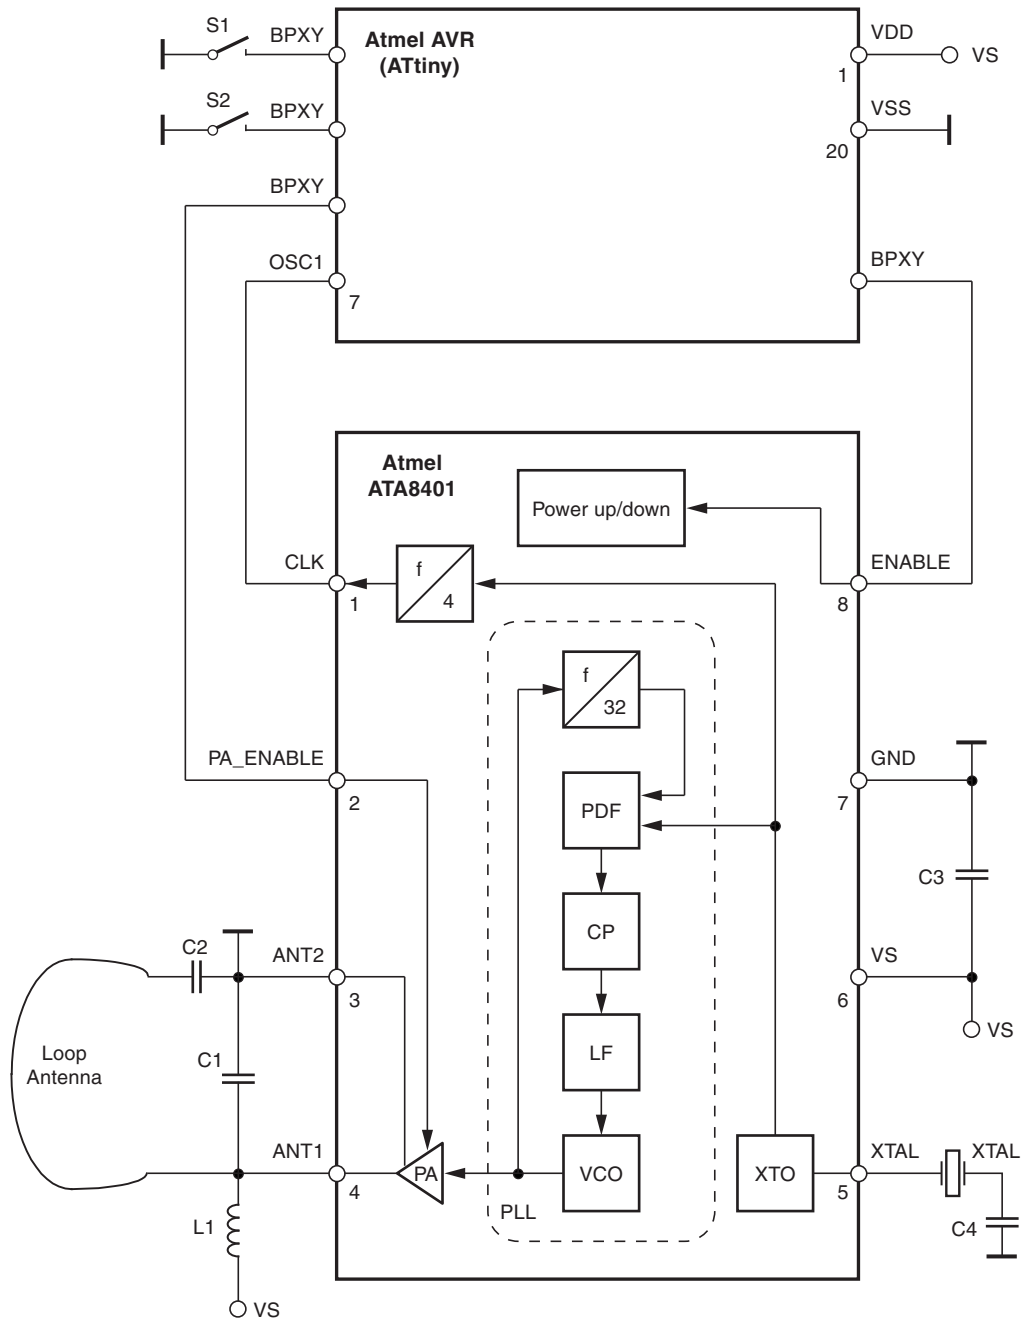 S1
BPXY
Atmel AVR
(ATtiny)
VDD
1
VS
S2
BPXY
VSS
20
BPXY
OSC1
7
BPXY
Atmel
ATA8401
Power up/down
CLK
1
f
4
ENABLE
8
f
32
PA_ENABLE
2
PDF
GND
7
C3
CP
C2
ANT2
3
VS
6
VS
Loop
Antenna
C1
LF
ANT1
4
PA
VCO
PLL
XTO
XTAL
5
XTAL
C4
L1
VS